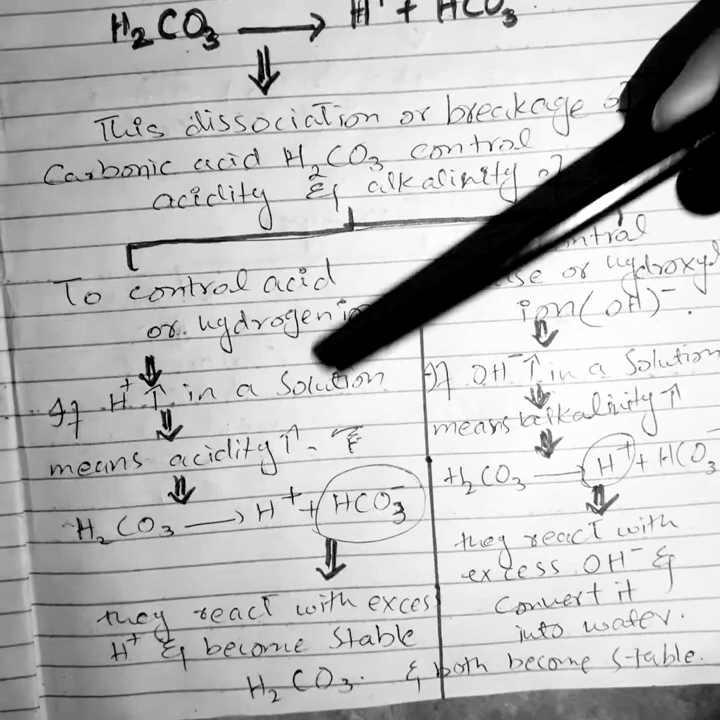 H₂CO₃ ⟶ H⁺ + HCO₃
⇓
This dissociation or breakage
Carbonic acid H₂CO₃ control
acidity & alkalinity of
To control acid
or hydrogen
⇓
If H⁺ ↑ in a Solution
⇓
means acidity ↑.
⇓
H₂CO₃ ⟶ H⁺ + HCO₃⁻
⇓
they react with exces
H⁺ & become Stable
H₂CO₃.
or hydroxyl
ion(OH)⁻.
⇓
If OH⁻ ↑ in a Solution
⇓
means alkalinity ↑
⇓
H₂CO₃ ⟶ H⁺ + HCO₃⁻
⇓
they react with
excess OH⁻ &
Convert it
into water.
& both become stable.